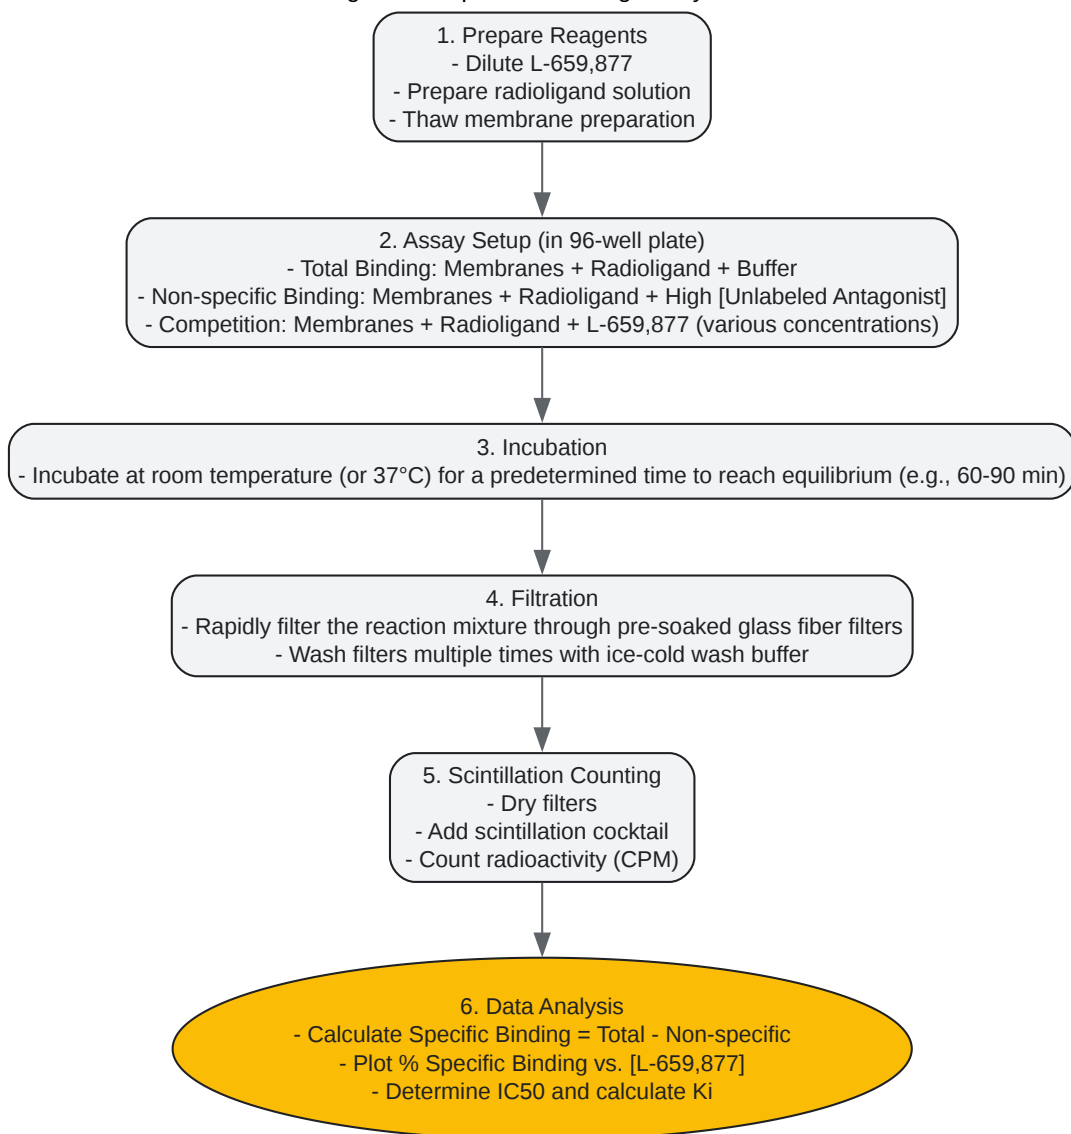 1. Prepare Reagents
- Dilute L-659,877
- Prepare radioligand solution
- Thaw membrane preparation
2. Assay Setup (in 96-well plate)
- Total Binding: Membranes + Radioligand + Buffer
- Non-specific Binding: Membranes + Radioligand + High [Unlabeled Antagonist]
- Competition: Membranes + Radioligand + L-659,877 (various concentrations)
3. Incubation
- Incubate at room temperature (or 37°C) for a predetermined time to reach equilibrium (e.g., 60-90 min)
4. Filtration
- Rapidly filter the reaction mixture through pre-soaked glass fiber filters
- Wash filters multiple times with ice-cold wash buffer
5. Scintillation Counting
- Dry filters
- Add scintillation cocktail
- Count radioactivity (CPM)
6. Data Analysis
- Calculate Specific Binding = Total - Non-specific
- Plot % Specific Binding vs. [L-659,877]
- Determine IC50 and calculate Ki